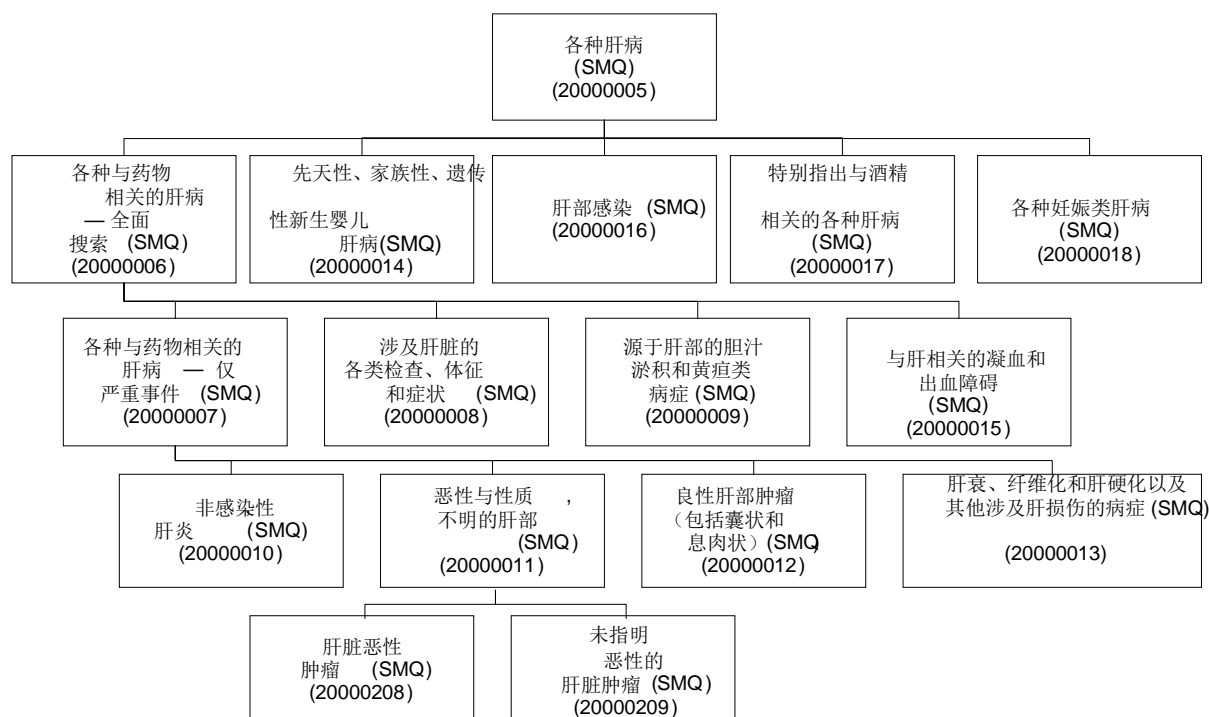 各种肝病
(SMQ)
(20000005)
各种与药物
相关的肝病
— 全面
搜索 (SMQ)
(20000006)
先天性、家族性、遗传
性新生婴儿
肝病(SMQ)
(20000014)
肝部感染 (SMQ)
(20000016)
特别指出与酒精
相关的各种肝病
(SMQ)
(20000017)
各种妊娠类肝病
(SMQ)
(20000018)
各种与药物相关的
肝病 — 仅
严重事件 (SMQ)
(20000007)
涉及肝脏的
各类检查、体征
和症状 (SMQ)
(20000008)
源于肝部的胆汁
淤积和黄疸类
病症 (SMQ)
(20000009)
与肝相关的凝血和
出血障碍
(SMQ)
(20000015)
非感染性
肝炎 (SMQ)
(20000010)
恶性与性质 ,
不明的肝部
(SMQ)
(20000011)
良性肝部肿瘤
(包括囊状和
息肉状) (SMQ)
(20000012)
肝衰、纤维化和肝硬化以及
其他涉及肝损伤的病症 (SMQ)
(20000013)
肝脏恶性
肿瘤 (SMQ)
(20000208)
未指明
恶性的
肝脏肿瘤 (SMQ)
(20000209)